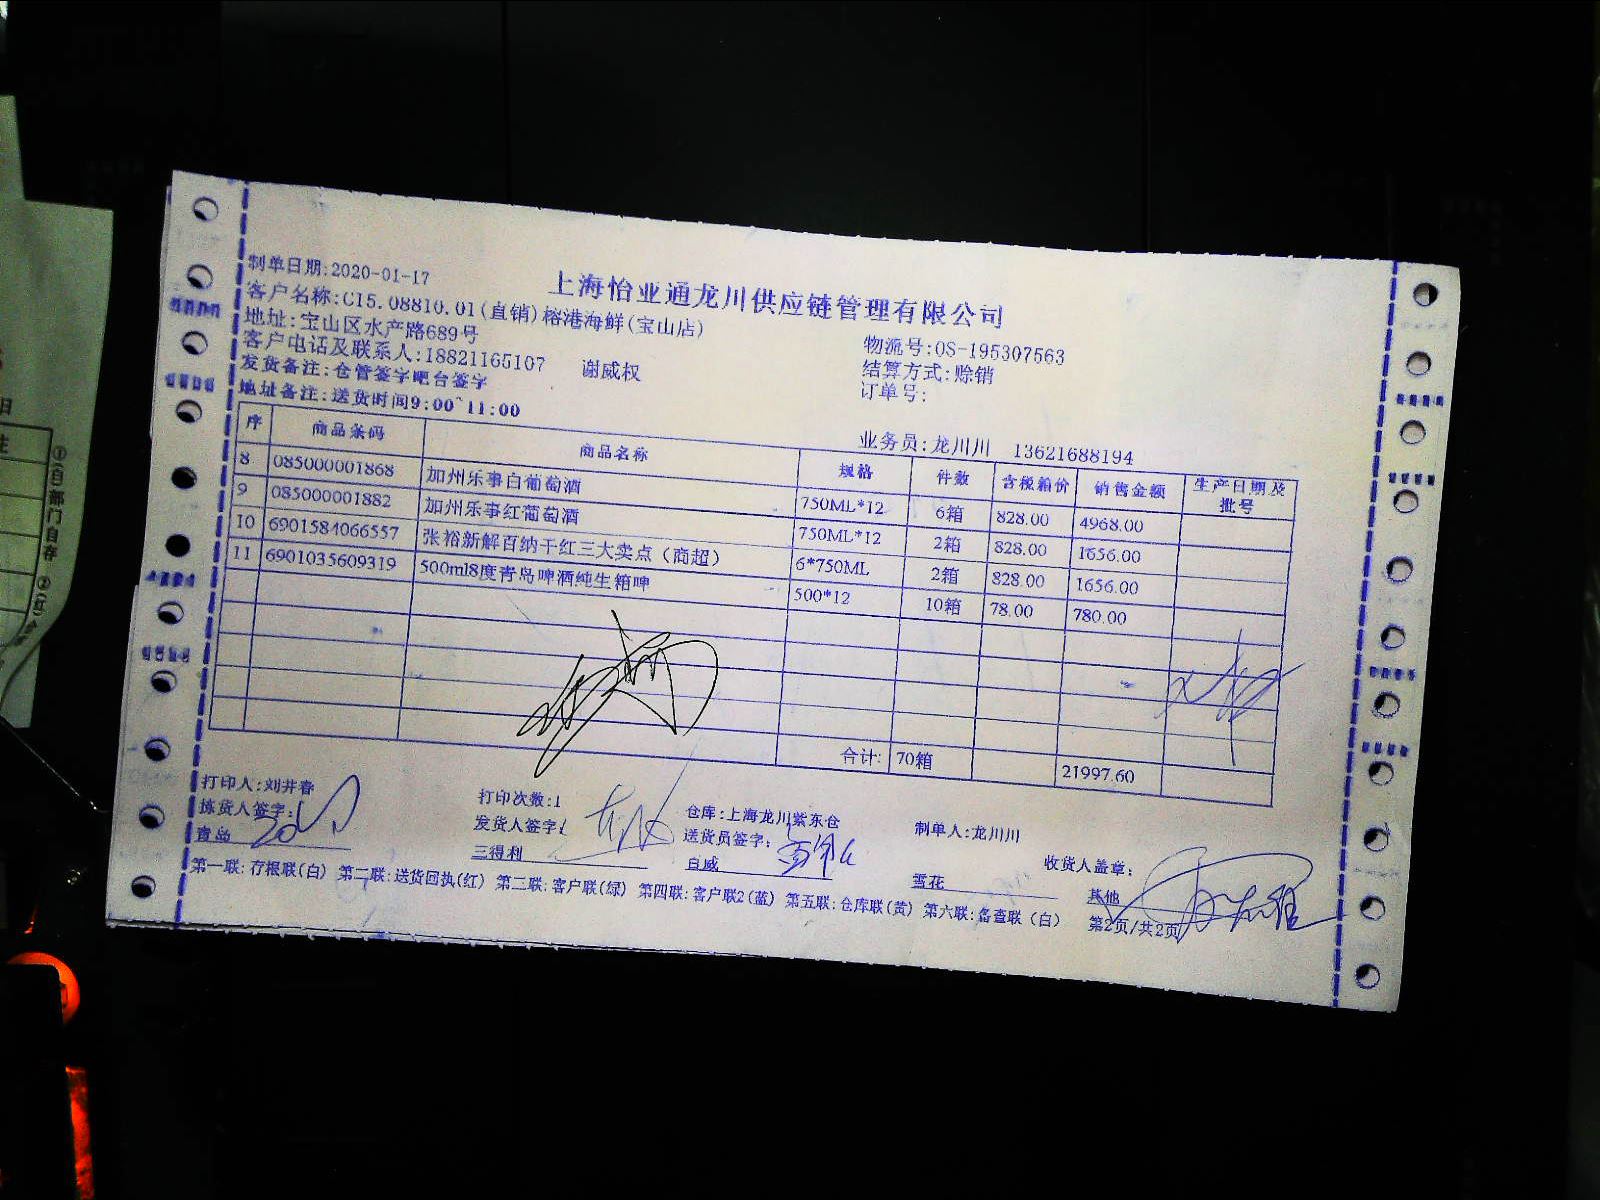 上海怡业通龙川供应链管理有限公司
制单日期:2020-01-17
客户名称:C15.08810.01(直销)榕港海鲜(宝山店)
地址:宝山区水产路689号
物流号:OS-195307563
客户电话及联系人:18821165107 谢威权
结算方式:赊销
发货备注:仓管签字吧台签字
订单号:
地址备注:送货时间9:00~11:00
业务员:龙川川 13621688194
序 商品条码 商品名称 规格 件数 含税箱价 销售金额 生产日期及批号
8 085000001868 加州乐事白葡萄酒 750ML*12 6箱 828.00 4968.00
9 085000001882 加州乐事红葡萄酒 750ML*12 2箱 828.00 1656.00
10 6901584066557 张裕新解百纳干红三大卖点（商超） 6*750ML 2箱 828.00 1656.00
11 6901035609319 500ml8度青岛啤酒纯生箱啤 500*12 10箱 78.00 780.00
合计: 70箱 21997.60
打印人:刘井春 打印次数:1 仓库:上海龙川紫东仓 制单人:龙川川
拣货人签字: 发货人签字: 送货员签字: 收货人盖章:
青岛 三得利 百威 雪花 其他
第一联:存根联(白) 第二联:送货回执(红) 第二联:客户联(绿) 第四联:客户联2(蓝) 第五联:仓库联(黄) 第六联:备查联（白） 第2页/共2页
①(白)部门自存 ②(红)